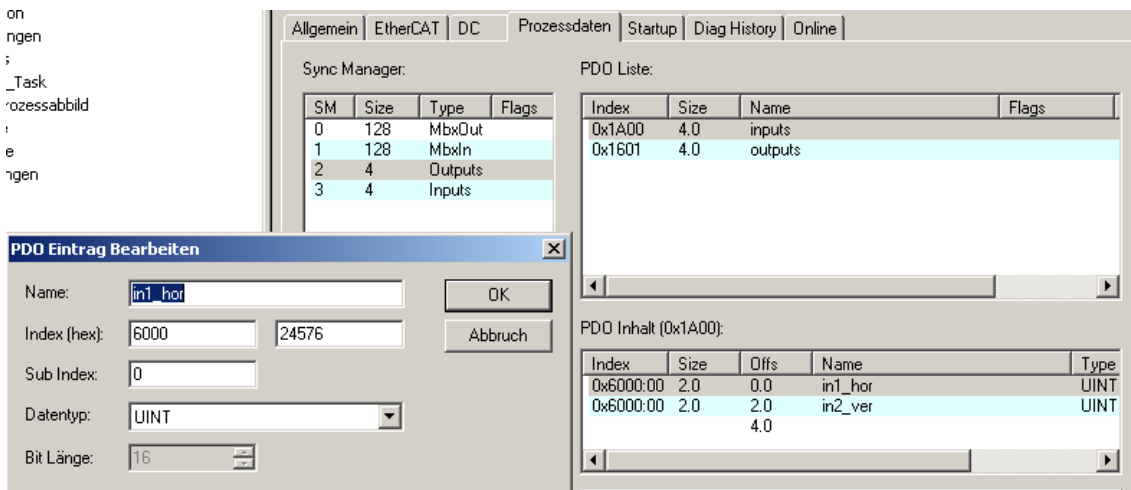 on
ngen
s
_Task
rozessabbild
e
e
ngen
Allgemein EtherCAT DC Prozessdaten Startup Diag History Online
Sync Manager:
SM Size Type Flags
0 128 MbxOut
1 128 MbxIn
2 4 Outputs
3 4 Inputs
PDO Liste:
Index Size Name Flags
0x1A00 4.0 inputs
0x1601 4.0 outputs
PDO Eintrag Bearbeiten
Name: in1_hor OK
Index (hex): 6000 24576 Abbruch
Sub Index: 0
Datentyp: UINT
Bit Länge: 16
PDO Inhalt (0x1A00):
Index Size Offs Name Type
0x6000:00 2.0 0.0 in1_hor UINT
0x6000:00 2.0 2.0 in2_ver UINT
4.0